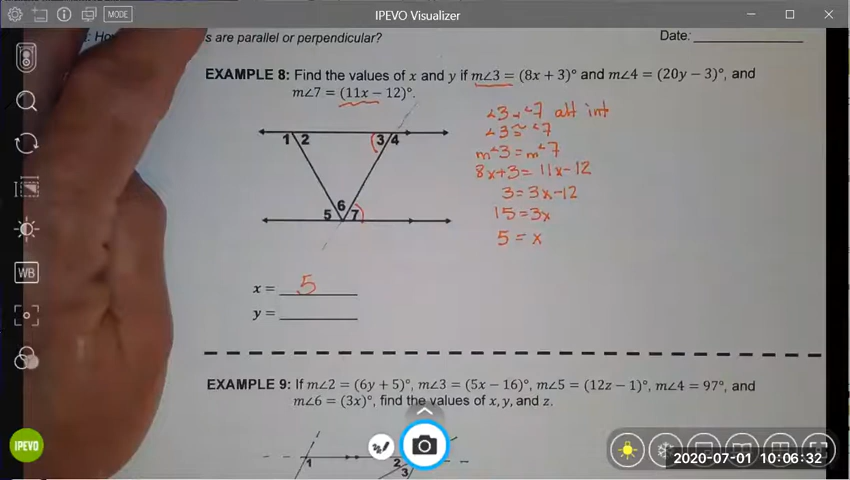 IPEVO Visualizer
MODE
s are parallel or perpendicular?
Date:
EXAMPLE 8: Find the values of x and y if m∠3 = (8x + 3)° and m∠4 = (20y − 3)°, and
m∠7 = (11x − 12)°.
∠3 + ∠7 alt int
∠3 ≅ ∠7
m∠3 = m∠7
8x+3 = 11x-12
3 = 3x-12
15 = 3x
5 = x
1 2 3 4
5 6 7
x = 5
y =
EXAMPLE 9: If m∠2 = (6y + 5)°, m∠3 = (5x − 16)°, m∠5 = (12z − 1)°, m∠4 = 97°, and
m∠6 = (3x)°, find the values of x, y, and z.
1 2
3
WB
iPEVO
2020-07-01 10:06:32